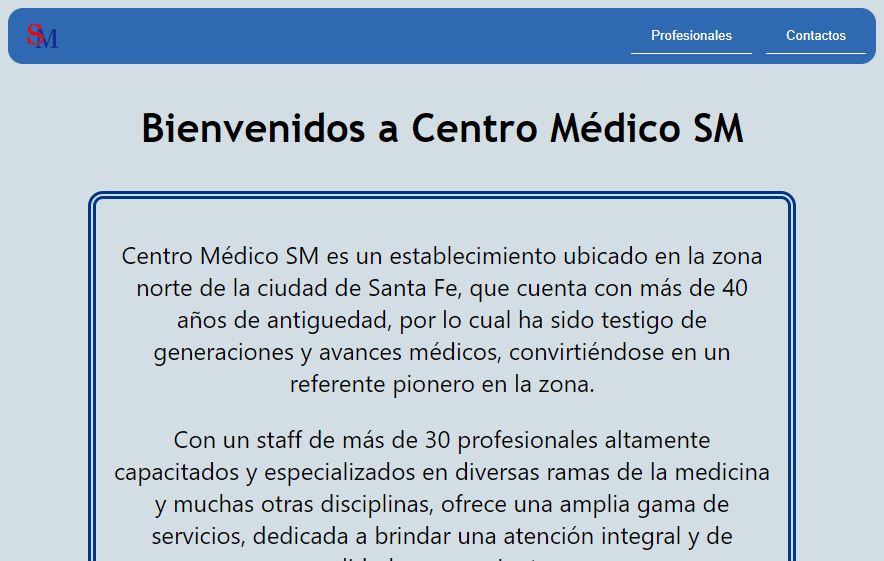 SM
Profesionales
Contactos
Bienvenidos a Centro Médico SM
Centro Médico SM es un establecimiento ubicado en la zona
norte de la ciudad de Santa Fe, que cuenta con más de 40
años de antiguedad, por lo cual ha sido testigo de
generaciones y avances médicos, convirtiéndose en un
referente pionero en la zona.
Con un staff de más de 30 profesionales altamente
capacitados y especializados en diversas ramas de la medicina
y muchas otras disciplinas, ofrece una amplia gama de
servicios, dedicada a brindar una atención integral y de